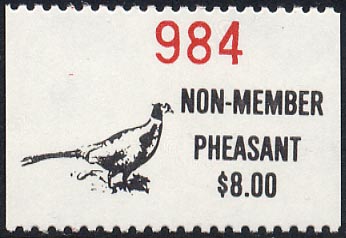 984
NON-MEMBER
PHEASANT
$8.00